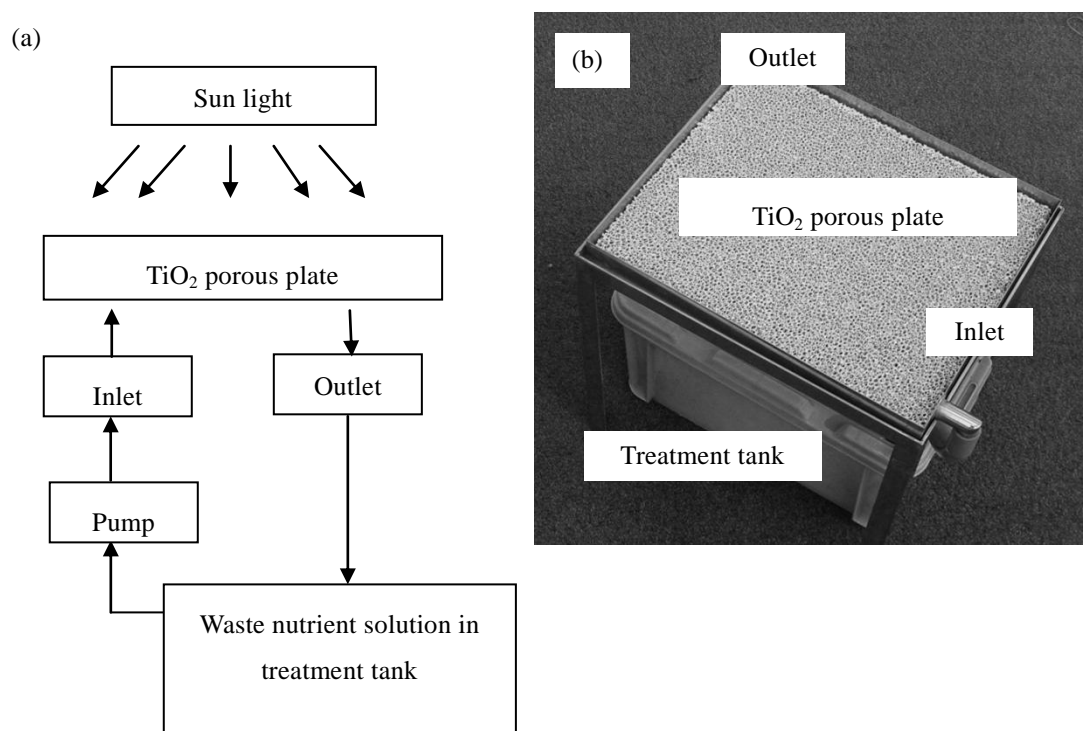 (a)
Sun light
TiO₂ porous plate
Inlet
Outlet
Pump
Waste nutrient solution in
treatment tank
(b)
Outlet
TiO₂ porous plate
Inlet
Treatment tank